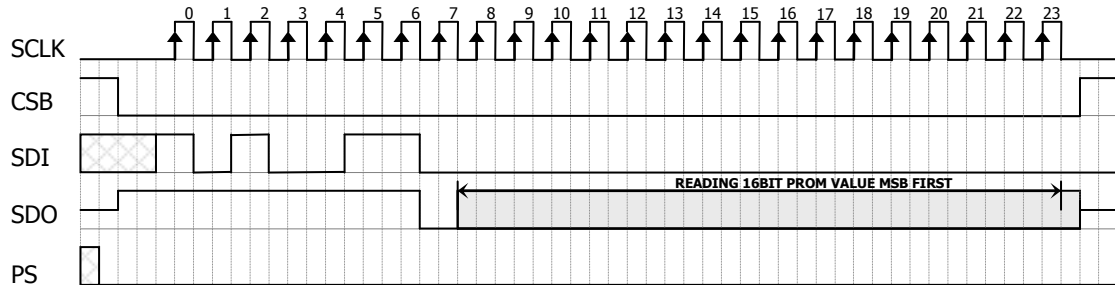 0 1 2 3 4 5 6 7 8 9 10 11 12 13 14 15 16 17 18 19 20 21 22 23
SCLK
CSB
SDI
READING 16BIT PROM VALUE MSB FIRST
SDO
PS